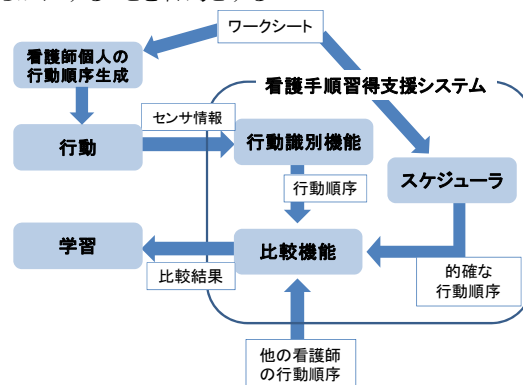 ワークシート
看護師個人の
行動順序生成
看護手順習得支援システム
センサ情報
行動
行動識別機能
スケジューラ
行動順序
学習
比較機能
比較結果
的確な
行動順序
他の看護師
の行動順序